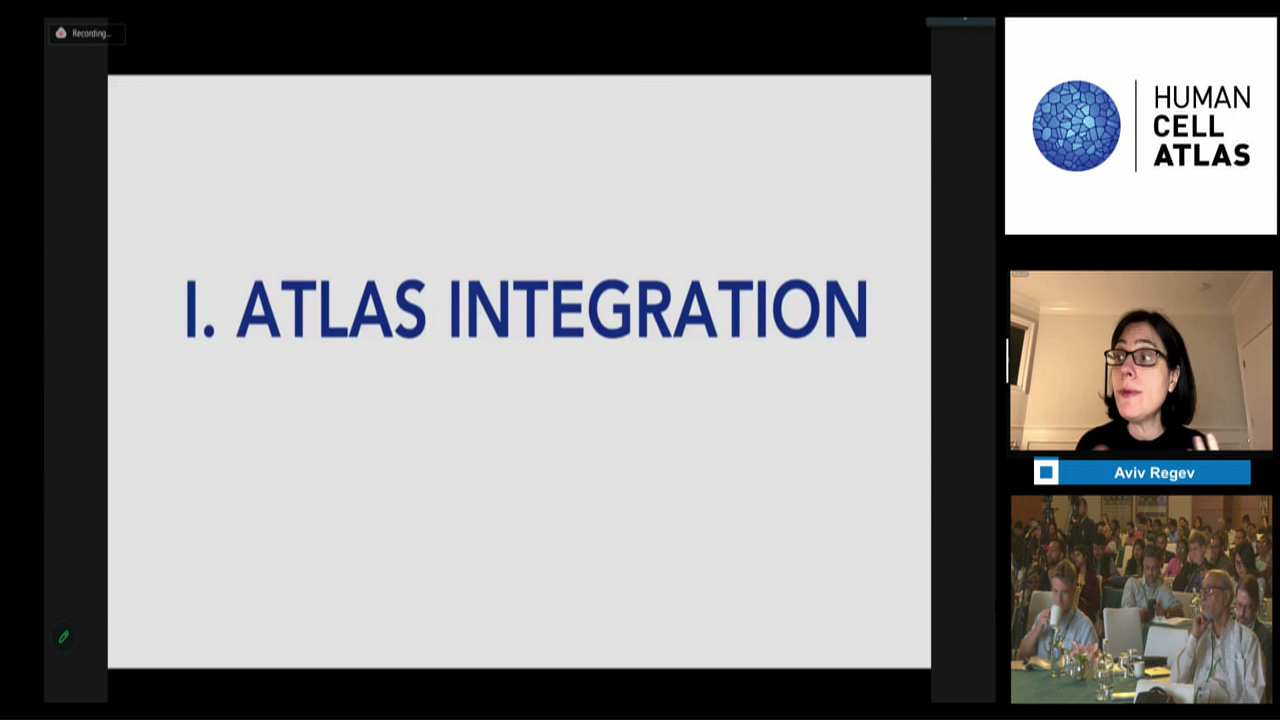 Recording...
I. ATLAS INTEGRATION
HUMAN
CELL
ATLAS
Aviv Regev